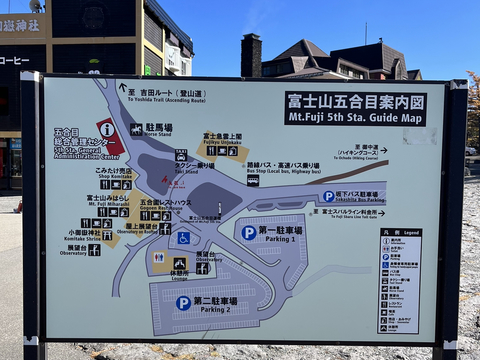 コーヒー
至 吉田ルート（登山道）
To Yoshida Trail (Ascending Route)
富士山五合目案内図
Mt.Fuji 5th Sta. Guide Map
五合目
総合管理センター
5th Sta. General
Administration Center
駐馬場
Horse Stand
富士急雲上閣
Fujikyu Unjokaku
至 御中道
(ハイキングコース)
To Ochudo (Hiking Course)
タクシー乗り場
Taxi Stand
路線バス・高速バス乗り場
Bus Stop (Local bus, Highway bus)
こみたけ売店
Shop Komitake
富士山みはらし
Mt. Fuji Miharashi
五合園レストハウス
Gogoen Rest House
坂下バス駐車場
Sakashita Bus Parking
小御嶽神社
Komitake Shrine
屋上展望台
Observatory on Rooftop
至 富士スバルライン料金所
To Fuji Subaru Line Toll Gate
第一駐車場
Parking 1
展望台
Observatory
展望台
Observatory
休憩所
Lounge
第二駐車場
Parking 2
凡 例
Legend